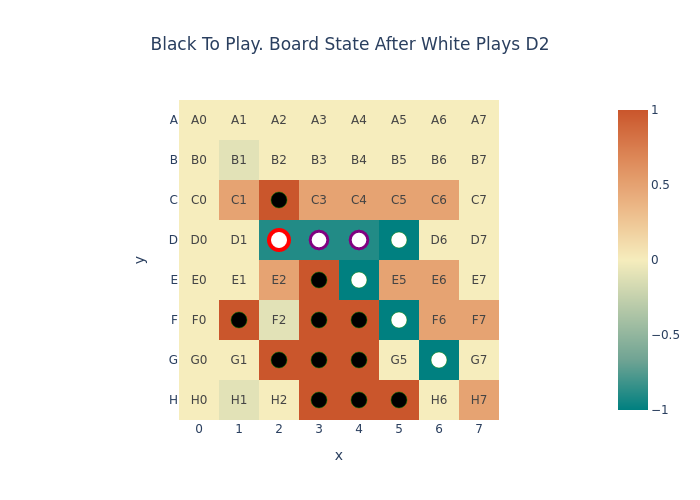 Black To Play. Board State After White Plays D2
A A0 A1 A2 A3 A4 A5 A6 A7
B B0 B1 B2 B3 B4 B5 B6 B7
C C0 C1 C3 C4 C5 C6 C7
D D0 D1 D6 D7
E E0 E1 E2 E5 E6 E7
F F0 F2 F6 F7
G G0 G1 G5 G7
H H0 H1 H2 H6 H7
0 1 2 3 4 5 6 7
x
y
1
0.5
0
−0.5
−1